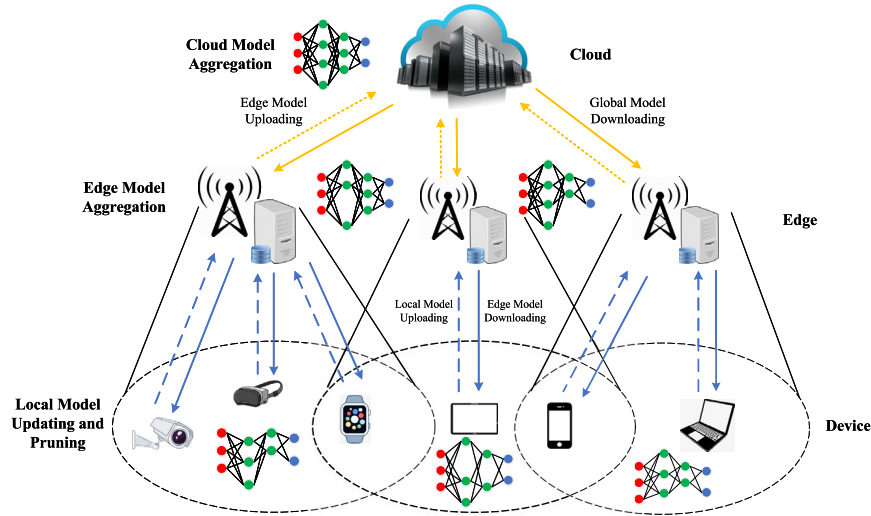 Cloud Model
Aggregation
Cloud
Edge Model
Uploading
Global Model
Downloading
Edge Model
Aggregation
Edge
Local Model
Uploading
Edge Model
Downloading
Local Model
Updating and
Pruning
Device